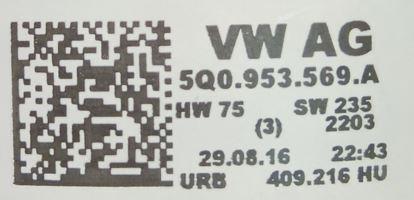 VW AG
5Q0.953.569.A
HW 75 SW 235
(3) 2203
29.08.16 22:43
URB 409.216 HU